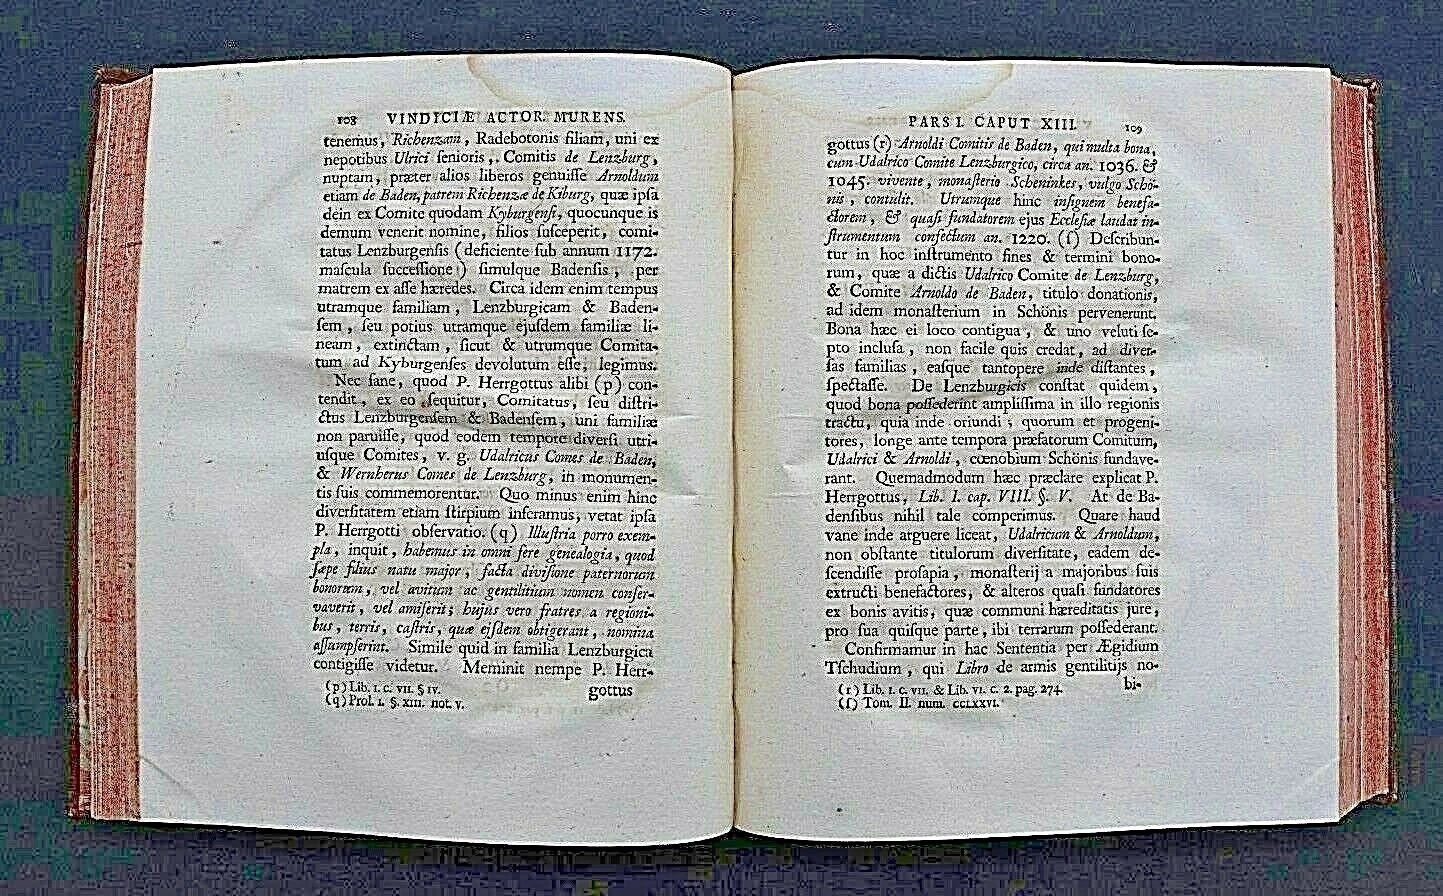 108 VINDICIÆ ACTOR. MURENS.
tenemus, Richenzam, Radebotonis filiam, uni ex
nepotibus Ulrici ſenioris, Comitis de Lenzburg,
nuptam, præter alios liberos genuiſſe Arnoldum
etiam de Baden, patrem Richenzæ de Kiburg, quæ ipſa
dein ex Comite quodam Kyburgenſi, quocunque is
demum venerit nomine, filios ſuſceperit, comi-
tatus Lenzburgenſis (deficiente ſub annum 1172.
maſcula ſucceſſione) ſimulque Badenſis, per
matrem ex aſſe hæredes. Circa idem enim tempus
utramque familiam, Lenzburgicam & Baden-
ſem, ſeu potius utramque ejuſdem familiæ li-
neam, extinctam, ſicut & utrumque Comita-
tum ad Kyburgenſes devolutum eſſe, legimus.
Nec ſane, quod P. Herrgottus alibi (p) con-
tendit, ex eo ſequitur, Comitatus, ſeu diſtri-
ctus Lenzburgenſem & Badenſem, uni familiæ
non paruiſſe, quod eodem tempore diverſi utri-
uſque Comites, v. g. Udalricus Comes de Baden,
& Wernherus Comes de Lenzburg, in monumen-
tis ſuis commemorentur. Quo minus enim hinc
diverſitatem etiam ſtirpium inferamus, vetat ipſa
P. Herrgotti obſervatio. (q) Illuſtria porro exem-
pla, inquit, habemus in omni fere genealogia, quod
ſæpe filius natu major, facta diviſione paternorum
bonorum, vel avitum ac gentilitium nomen conſer-
vaverit, vel amiſerit; hujus vero fratres a regioni-
bus, terris, caſtris, quæ ejſdem obtigerant, nomina
aſſumpſerint. Simile quid in familia Lenzburgica
contigiſſe videtur. Meminit nempe P. Herr-
gottus
(p) Lib. I. c. VII. § IV.
(q) Prol. I. §. XIII. not. V.
PARS I. CAPUT XIII. 109
gottus (r) Arnoldi Comitis de Baden, qui multa bona,
cum Udalrico Comite Lenzburgico, circa an. 1036. &
1045. vivente, monaſterio Scheninkes, vulgo Schö-
nis, contulit. Utrumque hinc inſignem benefa-
ctorem, & quaſi fundatorem ejus Eccleſiæ laudat in-
ſtrumentum confectum an. 1220. (ſ) Deſcribun-
tur in hoc inſtrumento fines & termini bono-
rum, quæ a dictis Udalrico Comite de Lenzburg,
& Comite Arnoldo de Baden, titulo donationis,
ad idem monaſterium in Schönis pervenerunt.
Bona hæc ei loco contigua, & uno veluti ſe-
pto incluſa, non facile quis credat, ad diver-
ſas familias, eaſque tantopere inde diſtantes,
ſpectaſſe. De Lenzburgicis conſtat quidem,
quod bona poſſederint ampliſſima in illo regionis
tractu, quia inde oriundi, quorum et progeni-
tores, longe ante tempora præfatorum Comitum,
Udalrici & Arnoldi, cœnobium Schönis fundave-
rant. Quemadmodum hæc præclare explicat P.
Herrgottus, Lib. I. cap. VIII. §. V. At de Ba-
denſibus nihil tale comperimus. Quare haud
vane inde arguere liceat, Udalricum & Arnoldum,
non obſtante titulorum diverſitate, eadem de-
ſcendiſſe proſapia, monaſterij a majoribus ſuis
extructi benefactores, & alteros quaſi fundatores
ex bonis avitis, quæ communi hæreditatis jure,
pro ſua quiſque parte, ibi terrarum poſſederant.
Confirmamur in hac Sententia per Ægidium
Tſchudium, qui Libro de armis gentilitijs no-
bi-
(r) Lib. I. c. VII. & Lib. VI. c. 2. pag. 274.
(ſ) Tom. II. num. CCLXXVI.